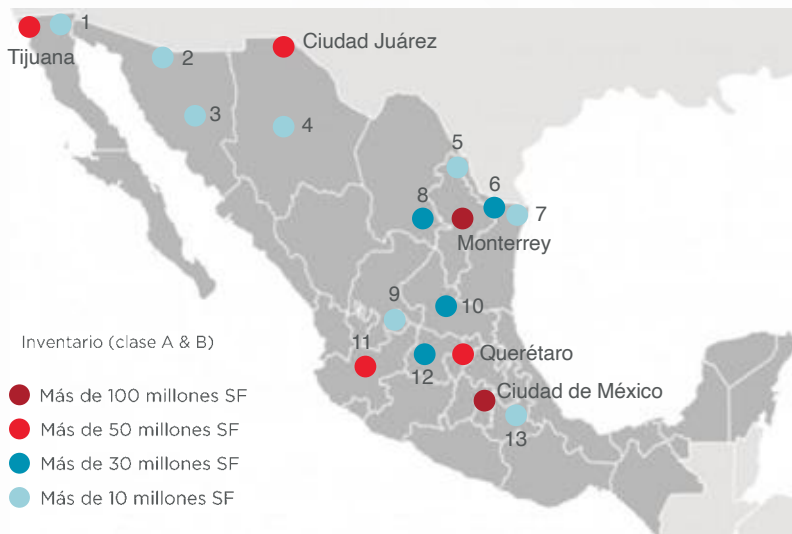 1
Tijuana
2
Ciudad Juárez
3
4
5
6
7
8
Monterrey
9
10
11
12
Querétaro
Ciudad de México
13
Inventario (clase A & B)
Más de 100 millones SF
Más de 50 millones SF
Más de 30 millones SF
Más de 10 millones SF